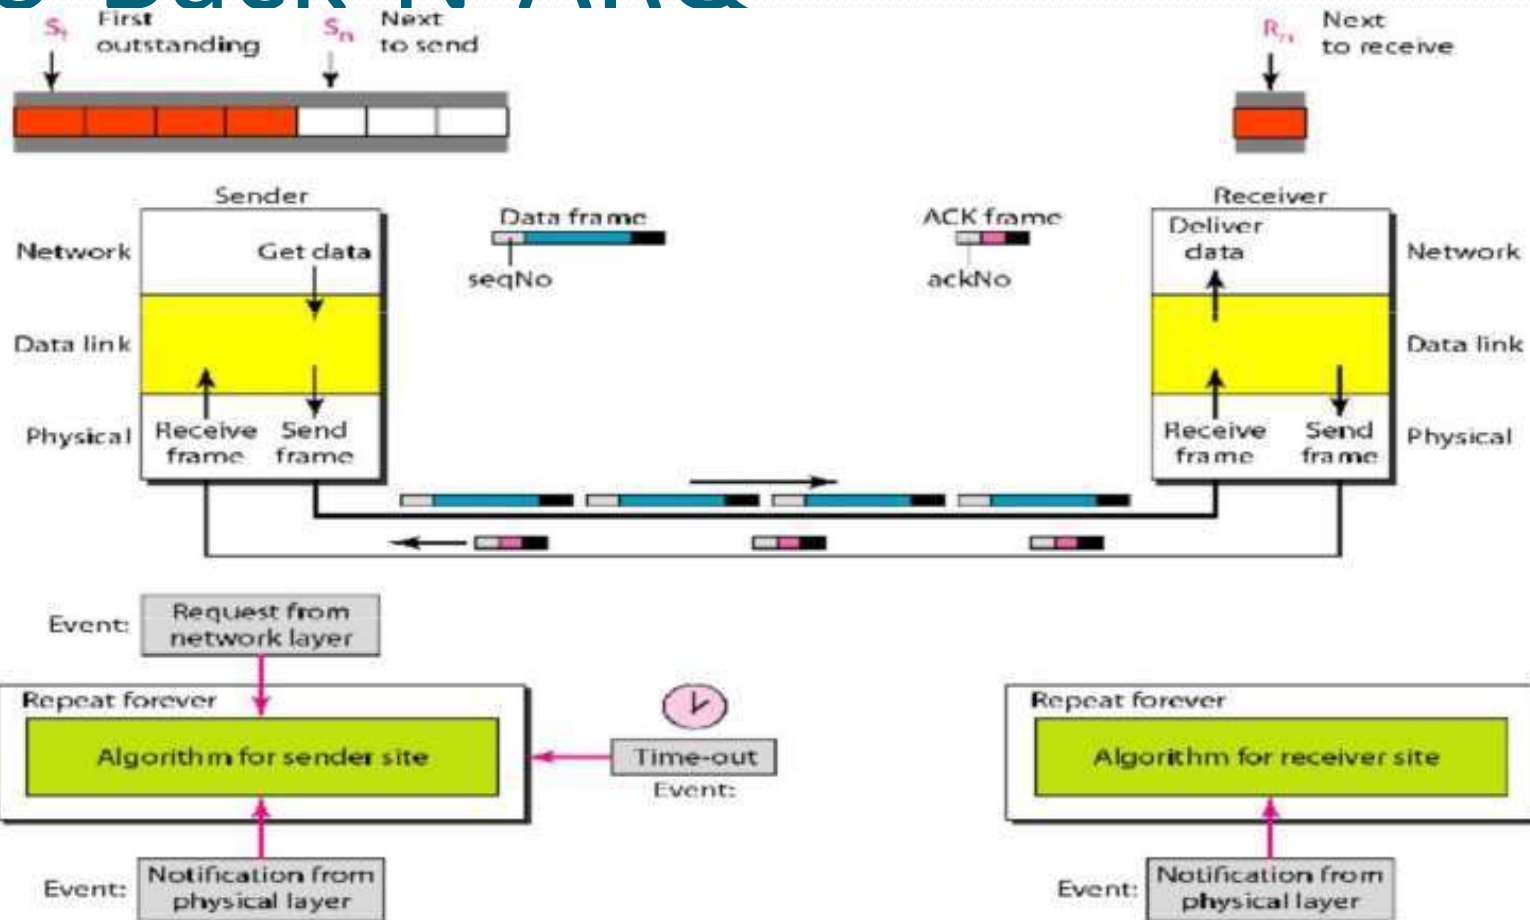 Back N ARQ
Sf First outstanding
Sn Next to send
Rn Next to receive
Sender
Receiver
Network
Get data
Data frame
seqNo
ACK frame
ackNo
Deliver data
Network
Data link
Data link
Physical
Receive frame
Send frame
Receive frame
Send frame
Physical
Event:
Request from network layer
Repeat forever
Algorithm for sender site
Time-out
Event:
Repeat forever
Algorithm for receiver site
Event:
Notification from physical layer
Event:
Notification from physical layer